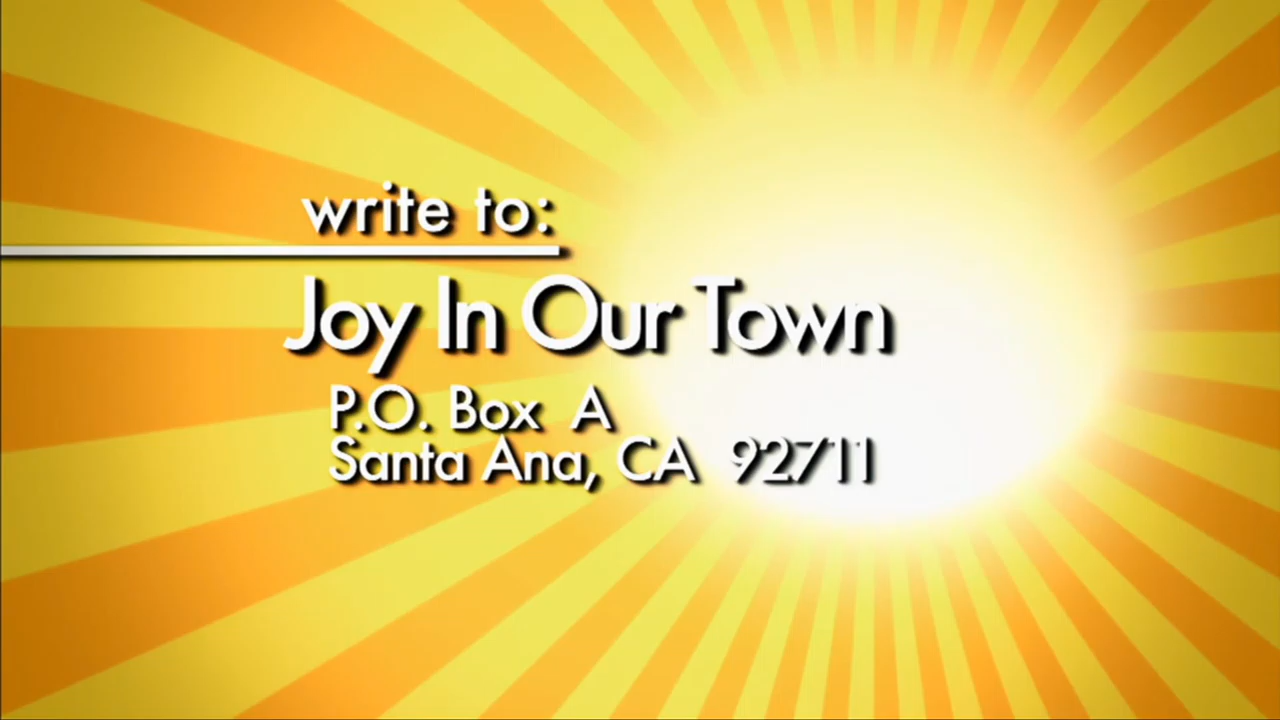 write to:
Joy In Our Town
P.O. Box A
Santa Ana, CA 92711